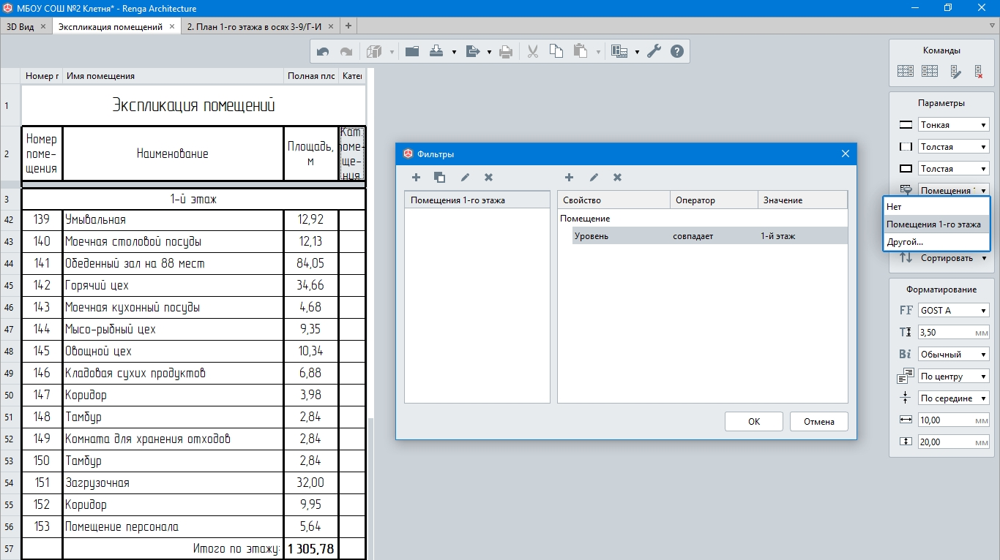 МБОУ СОШ №2 Клетня* - Renga Architecture
3D Вид
Экспликация помещений
2. План 1-го этажа в осях 3-9/Г-И
Номер г
Имя помещения
Полная плс
Кате
1
Экспликация помещений
2
Номер
поме-
щения
Наименование
Площадь,
м
Кат.
поме-
ще-
ния
3
1-й этаж
42 139 Умывальная 12,92
43 140 Моечная столовой посуды 12,13
44 141 Обеденный зал на 88 мест 84,05
45 142 Горячий цех 34,66
46 143 Моечная кухонный посуды 4,68
47 144 Мысо-рыбный цех 9,35
48 145 Овощной цех 10,34
49 146 Кладовая сухих продуктов 6,88
50 147 Коридор 3,98
51 148 Тамбур 2,84
52 149 Комната для хранения отходов 2,84
53 150 Тамбур 2,84
54 151 Загрузочная 32,00
55 152 Коридор 9,95
56 153 Помещение персонала 5,64
57 Итого по этажу: 1 305,78
Фильтры
Помещения 1-го этажа
Свойство Оператор Значение
Помещение
Уровень совпадает 1-й этаж
OK
Отмена
Команды
Параметры
Тонкая
Толстая
Толстая
Помещения 1
Нет
Помещения 1-го этажа
Другой...
Сортировать
Форматирование
FF GOST A
T 3,50 мм
Bi Обычный
По центру
По середине
10,00 мм
20,00 мм